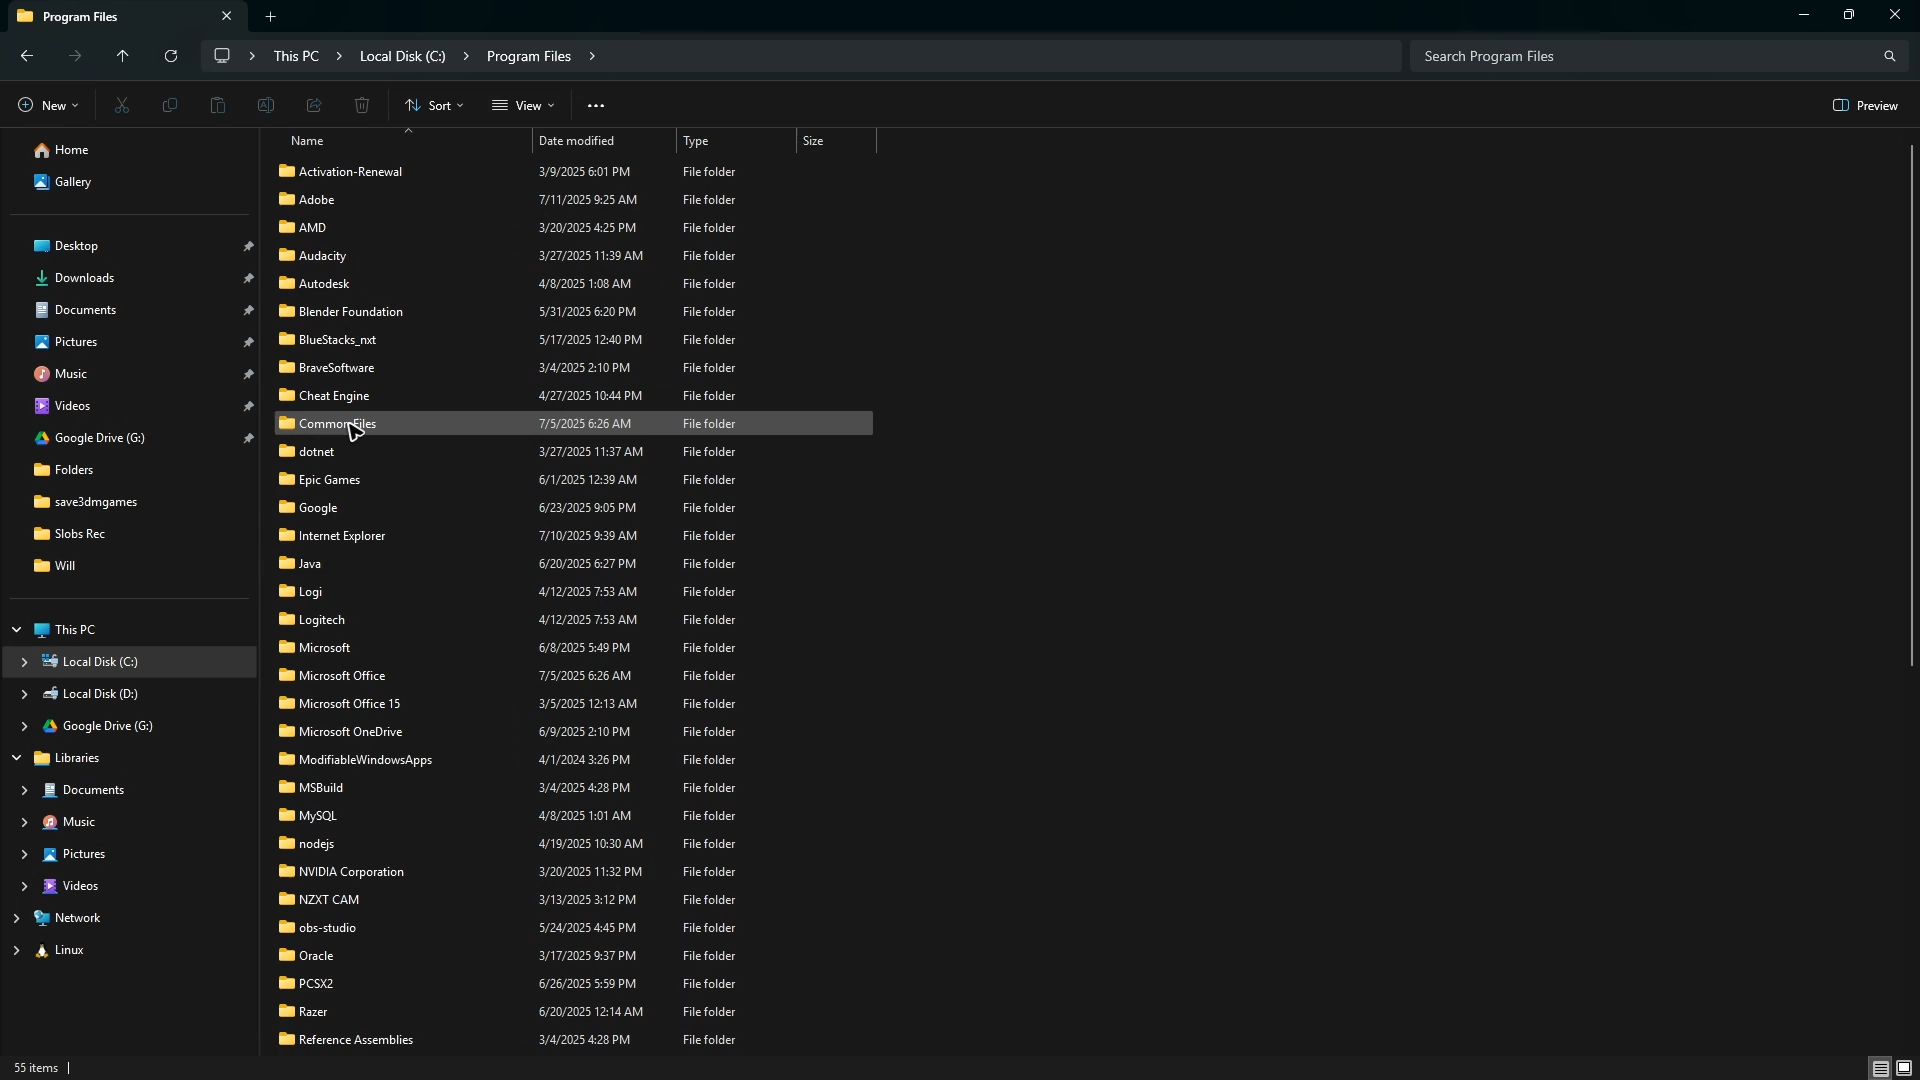 Program Files
This PC Local Disk (C:) Program Files
Search Program Files
New Sort View Preview
Name Date modified Type Size
Home
Gallery
Desktop
Downloads
Documents
Pictures
Music
Videos
Google Drive (G:)
Folders
save3dmgames
Slobs Rec
Will
This PC
Local Disk (C:)
Local Disk (D:)
Google Drive (G:)
Libraries
Documents
Music
Pictures
Videos
Network
Linux
Activation-Renewal 3/9/2025 6:01 PM File folder
Adobe 7/11/2025 9:25 AM File folder
AMD 3/20/2025 4:25 PM File folder
Audacity 3/27/2025 11:39 AM File folder
Autodesk 4/8/2025 1:08 AM File folder
Blender Foundation 5/31/2025 6:20 PM File folder
BlueStacks_nxt 5/17/2025 12:40 PM File folder
BraveSoftware 3/4/2025 2:10 PM File folder
Cheat Engine 4/27/2025 10:44 PM File folder
Common Files 7/5/2025 6:26 AM File folder
dotnet 3/27/2025 11:37 AM File folder
Epic Games 6/1/2025 12:39 AM File folder
Google 6/23/2025 9:05 PM File folder
Internet Explorer 7/10/2025 9:39 AM File folder
Java 6/20/2025 6:27 PM File folder
Logi 4/12/2025 7:53 AM File folder
Logitech 4/12/2025 7:53 AM File folder
Microsoft 6/8/2025 5:49 PM File folder
Microsoft Office 7/5/2025 6:26 AM File folder
Microsoft Office 15 3/5/2025 12:13 AM File folder
Microsoft OneDrive 6/9/2025 2:10 PM File folder
ModifiableWindowsApps 4/1/2024 3:26 PM File folder
MSBuild 3/4/2025 4:28 PM File folder
MySQL 4/8/2025 1:01 AM File folder
nodejs 4/19/2025 10:30 AM File folder
NVIDIA Corporation 3/20/2025 11:32 PM File folder
NZXT CAM 3/13/2025 3:12 PM File folder
obs-studio 5/24/2025 4:45 PM File folder
Oracle 3/17/2025 9:37 PM File folder
PCSX2 6/26/2025 5:59 PM File folder
Razer 6/20/2025 12:14 AM File folder
Reference Assemblies 3/4/2025 4:28 PM File folder
55 items